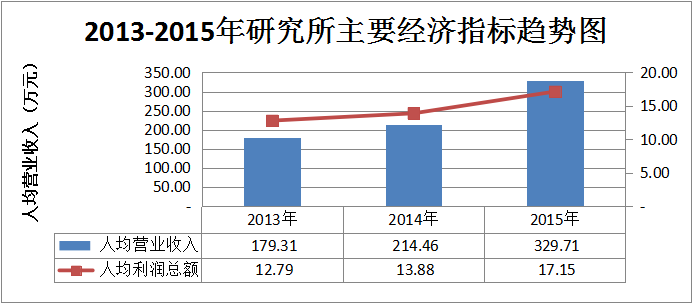 2013-2015年研究所主要经济指标趋势图
人均营业收入（万元）
350.00
300.00
250.00
200.00
150.00
100.00
50.00
-
20.00
15.00
10.00
5.00
-
2013年 2014年 2015年
人均营业收入 179.31 214.46 329.71
人均利润总额 12.79 13.88 17.15